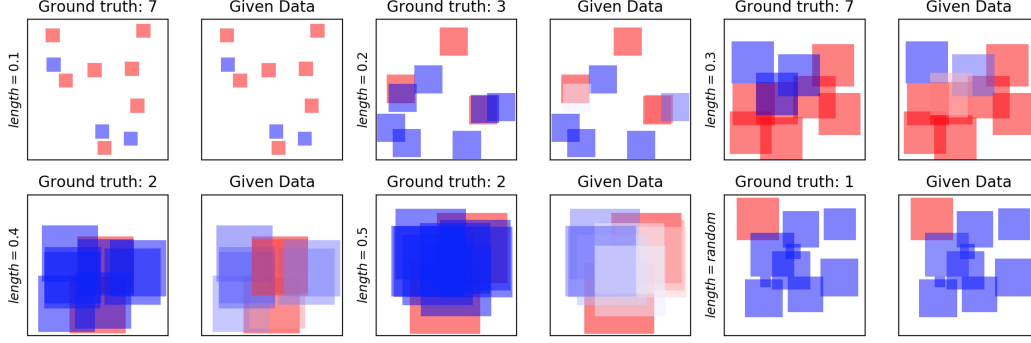 Ground truth: 7 Given Data Ground truth: 3 Given Data Ground truth: 7 Given Data
length = 0.1
length = 0.2
length = 0.3
Ground truth: 2 Given Data Ground truth: 2 Given Data Ground truth: 1 Given Data
length = 0.4
length = 0.5
length = random